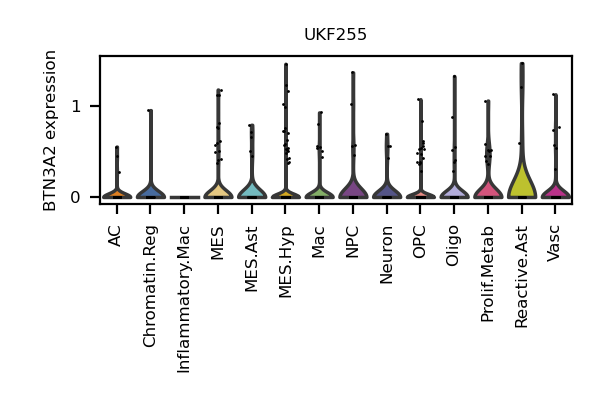 UKF255
BTN3A2 expression
1
0
AC
Chromatin.Reg
Inflammatory.Mac
MES
MES.Ast
MES.Hyp
Mac
NPC
Neuron
OPC
Oligo
Prolif.Metab
Reactive.Ast
Vasc